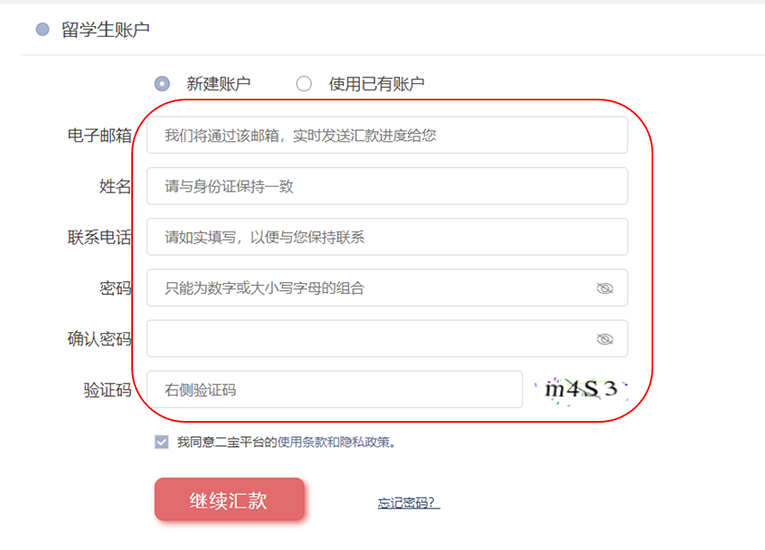 留学生账户
新建账户 使用已有账户
电子邮箱 我们将通过该邮箱，实时发送汇款进度给您
姓名 请与身份证保持一致
联系电话 请如实填写，以便与您保持联系
密码 只能为数字或大小写字母的组合
确认密码
验证码 右侧验证码 m4S3
我同意二宝平台的使用条款和隐私政策。
继续汇款 忘记密码？